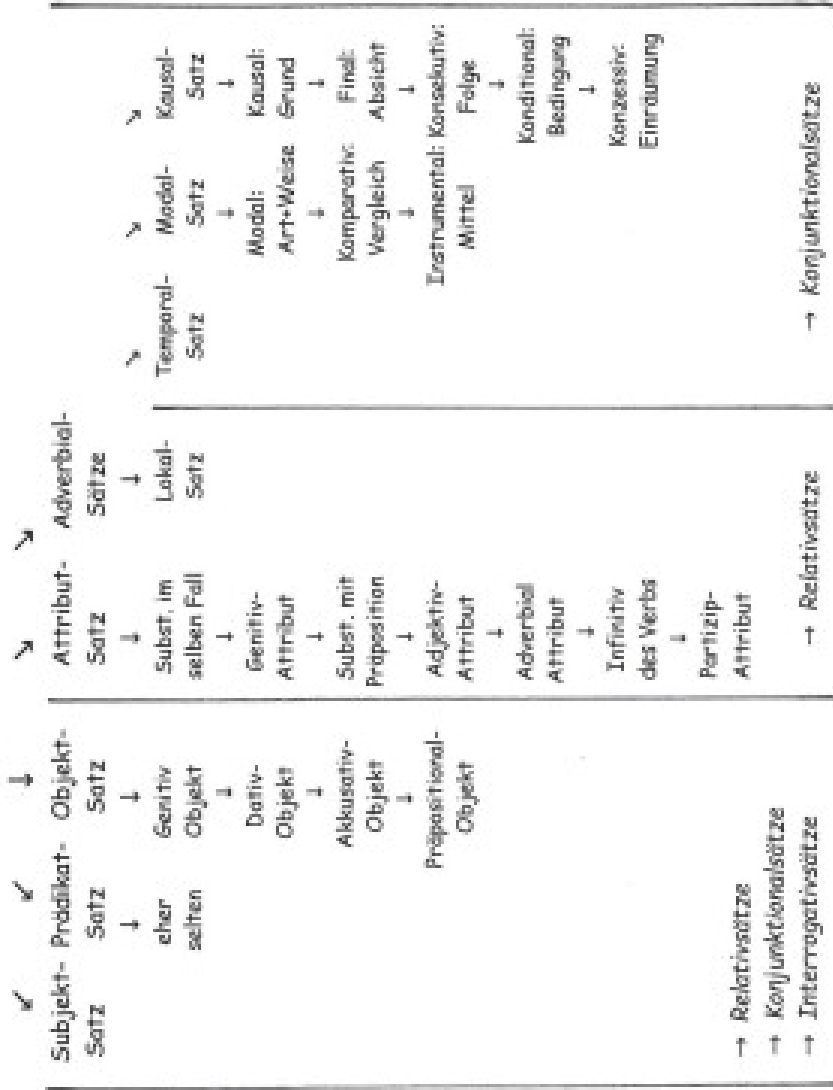 Subjekt-
Satz
Prädikat-
Satz
eher
selten
Objekt-
Satz
Genitiv
Objekt
Dativ-
Objekt
Akkusativ-
Objekt
Präpositional-
Objekt
→ Relativsätze
→ Konjunktionalsätze
→ Interrogativsätze
Attribut-
Satz
Subst. im
selben Fall
Genitiv-
Attribut
Subst. mit
Präposition
Adjektiv-
Attribut
Adverbial
Attribut
Infinitiv
des Verbs
Partizip-
Attribut
Adverbial-
Sätze
Lokal-
Satz
→ Relativsätze
Temporal-
Satz
Modal-
Satz
Modal:
Art+Weise
Komparativ:
Vergleich
Instrumental:
Mittel
Kausal-
Satz
Kausal:
Grund
Final:
Absicht
Konsekutiv:
Folge
Konditional:
Bedingung
Konzessiv:
Einräumung
→ Konjunktionalsätze